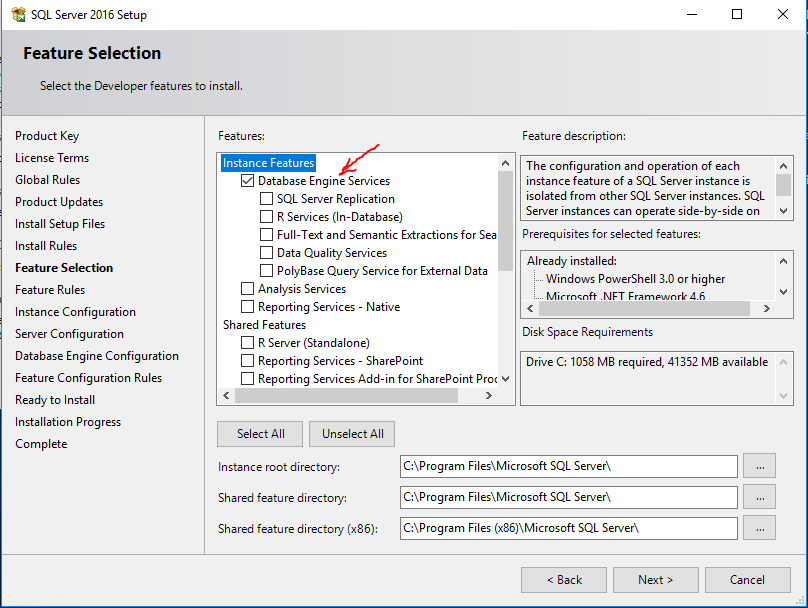 SQL Server 2016 Setup
Feature Selection
Select the Developer features to install.
Product Key
License Terms
Global Rules
Product Updates
Install Setup Files
Install Rules
Feature Selection
Feature Rules
Instance Configuration
Server Configuration
Database Engine Configuration
Feature Configuration Rules
Ready to Install
Installation Progress
Complete
Features:
Instance Features
Database Engine Services
SQL Server Replication
R Services (In-Database)
Full-Text and Semantic Extractions for Sea
Data Quality Services
PolyBase Query Service for External Data
Analysis Services
Reporting Services - Native
Shared Features
R Server (Standalone)
Reporting Services - SharePoint
Reporting Services Add-in for SharePoint Proc
Feature description:
The configuration and operation of each
instance feature of a SQL Server instance is
isolated from other SQL Server instances. SQL
Server instances can operate side-by-side on
Prerequisites for selected features:
Already installed:
Windows PowerShell 3.0 or higher
Microsoft .NET Framework 4.6
Disk Space Requirements
Drive C: 1058 MB required, 41352 MB available
Select All
Unselect All
Instance root directory:
C:\Program Files\Microsoft SQL Server\
...
Shared feature directory:
C:\Program Files\Microsoft SQL Server\
...
Shared feature directory (x86):
C:\Program Files (x86)\Microsoft SQL Server\
...
< Back
Next >
Cancel